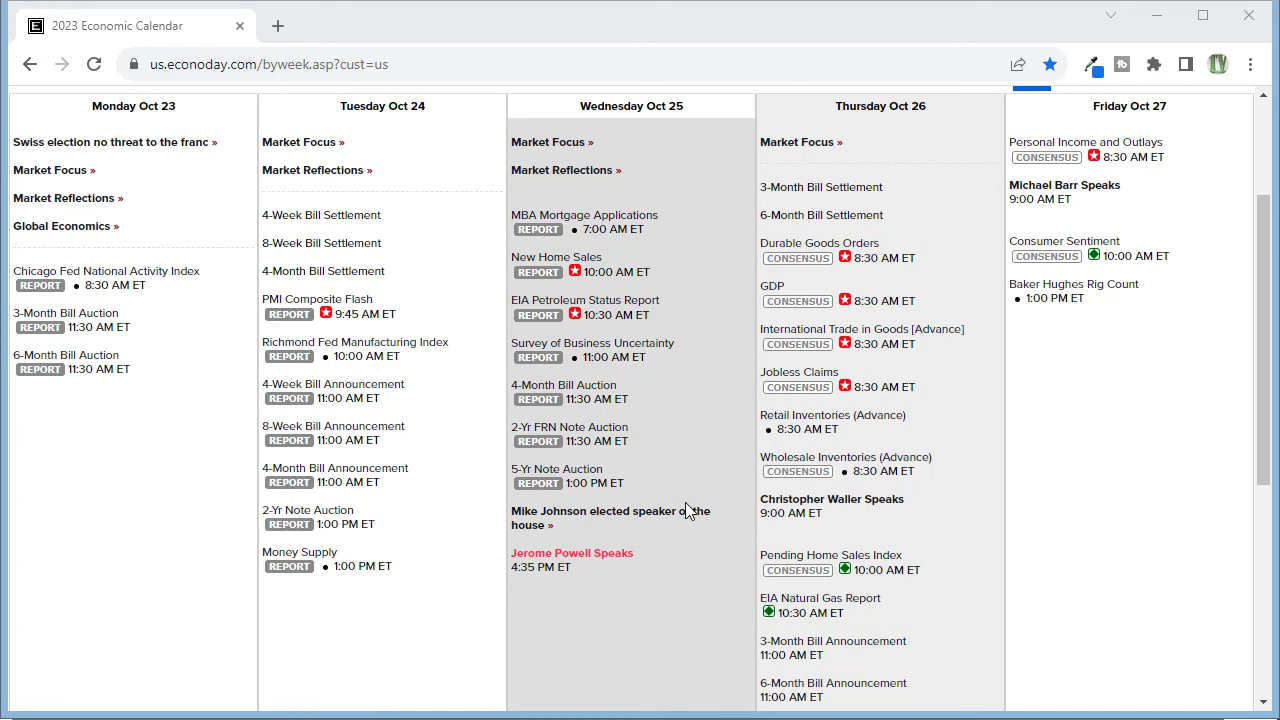 2023 Economic Calendar
us.econoday.com/byweek.asp?cust=us
Monday Oct 23
Swiss election no threat to the franc »
Market Focus »
Market Reflections »
Global Economics »
Chicago Fed National Activity Index
REPORT • 8:30 AM ET
3-Month Bill Auction
REPORT 11:30 AM ET
6-Month Bill Auction
REPORT 11:30 AM ET
Tuesday Oct 24
Market Focus »
Market Reflections »
4-Week Bill Settlement
8-Week Bill Settlement
4-Month Bill Settlement
PMI Composite Flash
REPORT 9:45 AM ET
Richmond Fed Manufacturing Index
REPORT • 10:00 AM ET
4-Week Bill Announcement
REPORT 11:00 AM ET
8-Week Bill Announcement
REPORT 11:00 AM ET
4-Month Bill Announcement
REPORT 11:00 AM ET
2-Yr Note Auction
REPORT 1:00 PM ET
Money Supply
REPORT • 1:00 PM ET
Wednesday Oct 25
Market Focus »
Market Reflections »
MBA Mortgage Applications
REPORT • 7:00 AM ET
New Home Sales
REPORT 10:00 AM ET
EIA Petroleum Status Report
REPORT 10:30 AM ET
Survey of Business Uncertainty
REPORT • 11:00 AM ET
4-Month Bill Auction
REPORT 11:30 AM ET
2-Yr FRN Note Auction
REPORT 11:30 AM ET
5-Yr Note Auction
REPORT 1:00 PM ET
Mike Johnson elected speaker of the
house »
Jerome Powell Speaks
4:35 PM ET
Thursday Oct 26
Market Focus »
3-Month Bill Settlement
6-Month Bill Settlement
Durable Goods Orders
CONSENSUS 8:30 AM ET
GDP
CONSENSUS 8:30 AM ET
International Trade in Goods [Advance]
CONSENSUS 8:30 AM ET
Jobless Claims
CONSENSUS 8:30 AM ET
Retail Inventories (Advance)
• 8:30 AM ET
Wholesale Inventories (Advance)
CONSENSUS • 8:30 AM ET
Christopher Waller Speaks
9:00 AM ET
Pending Home Sales Index
CONSENSUS 10:00 AM ET
EIA Natural Gas Report
10:30 AM ET
3-Month Bill Announcement
11:00 AM ET
6-Month Bill Announcement
11:00 AM ET
Friday Oct 27
Personal Income and Outlays
CONSENSUS 8:30 AM ET
Michael Barr Speaks
9:00 AM ET
Consumer Sentiment
CONSENSUS 10:00 AM ET
Baker Hughes Rig Count
• 1:00 PM ET